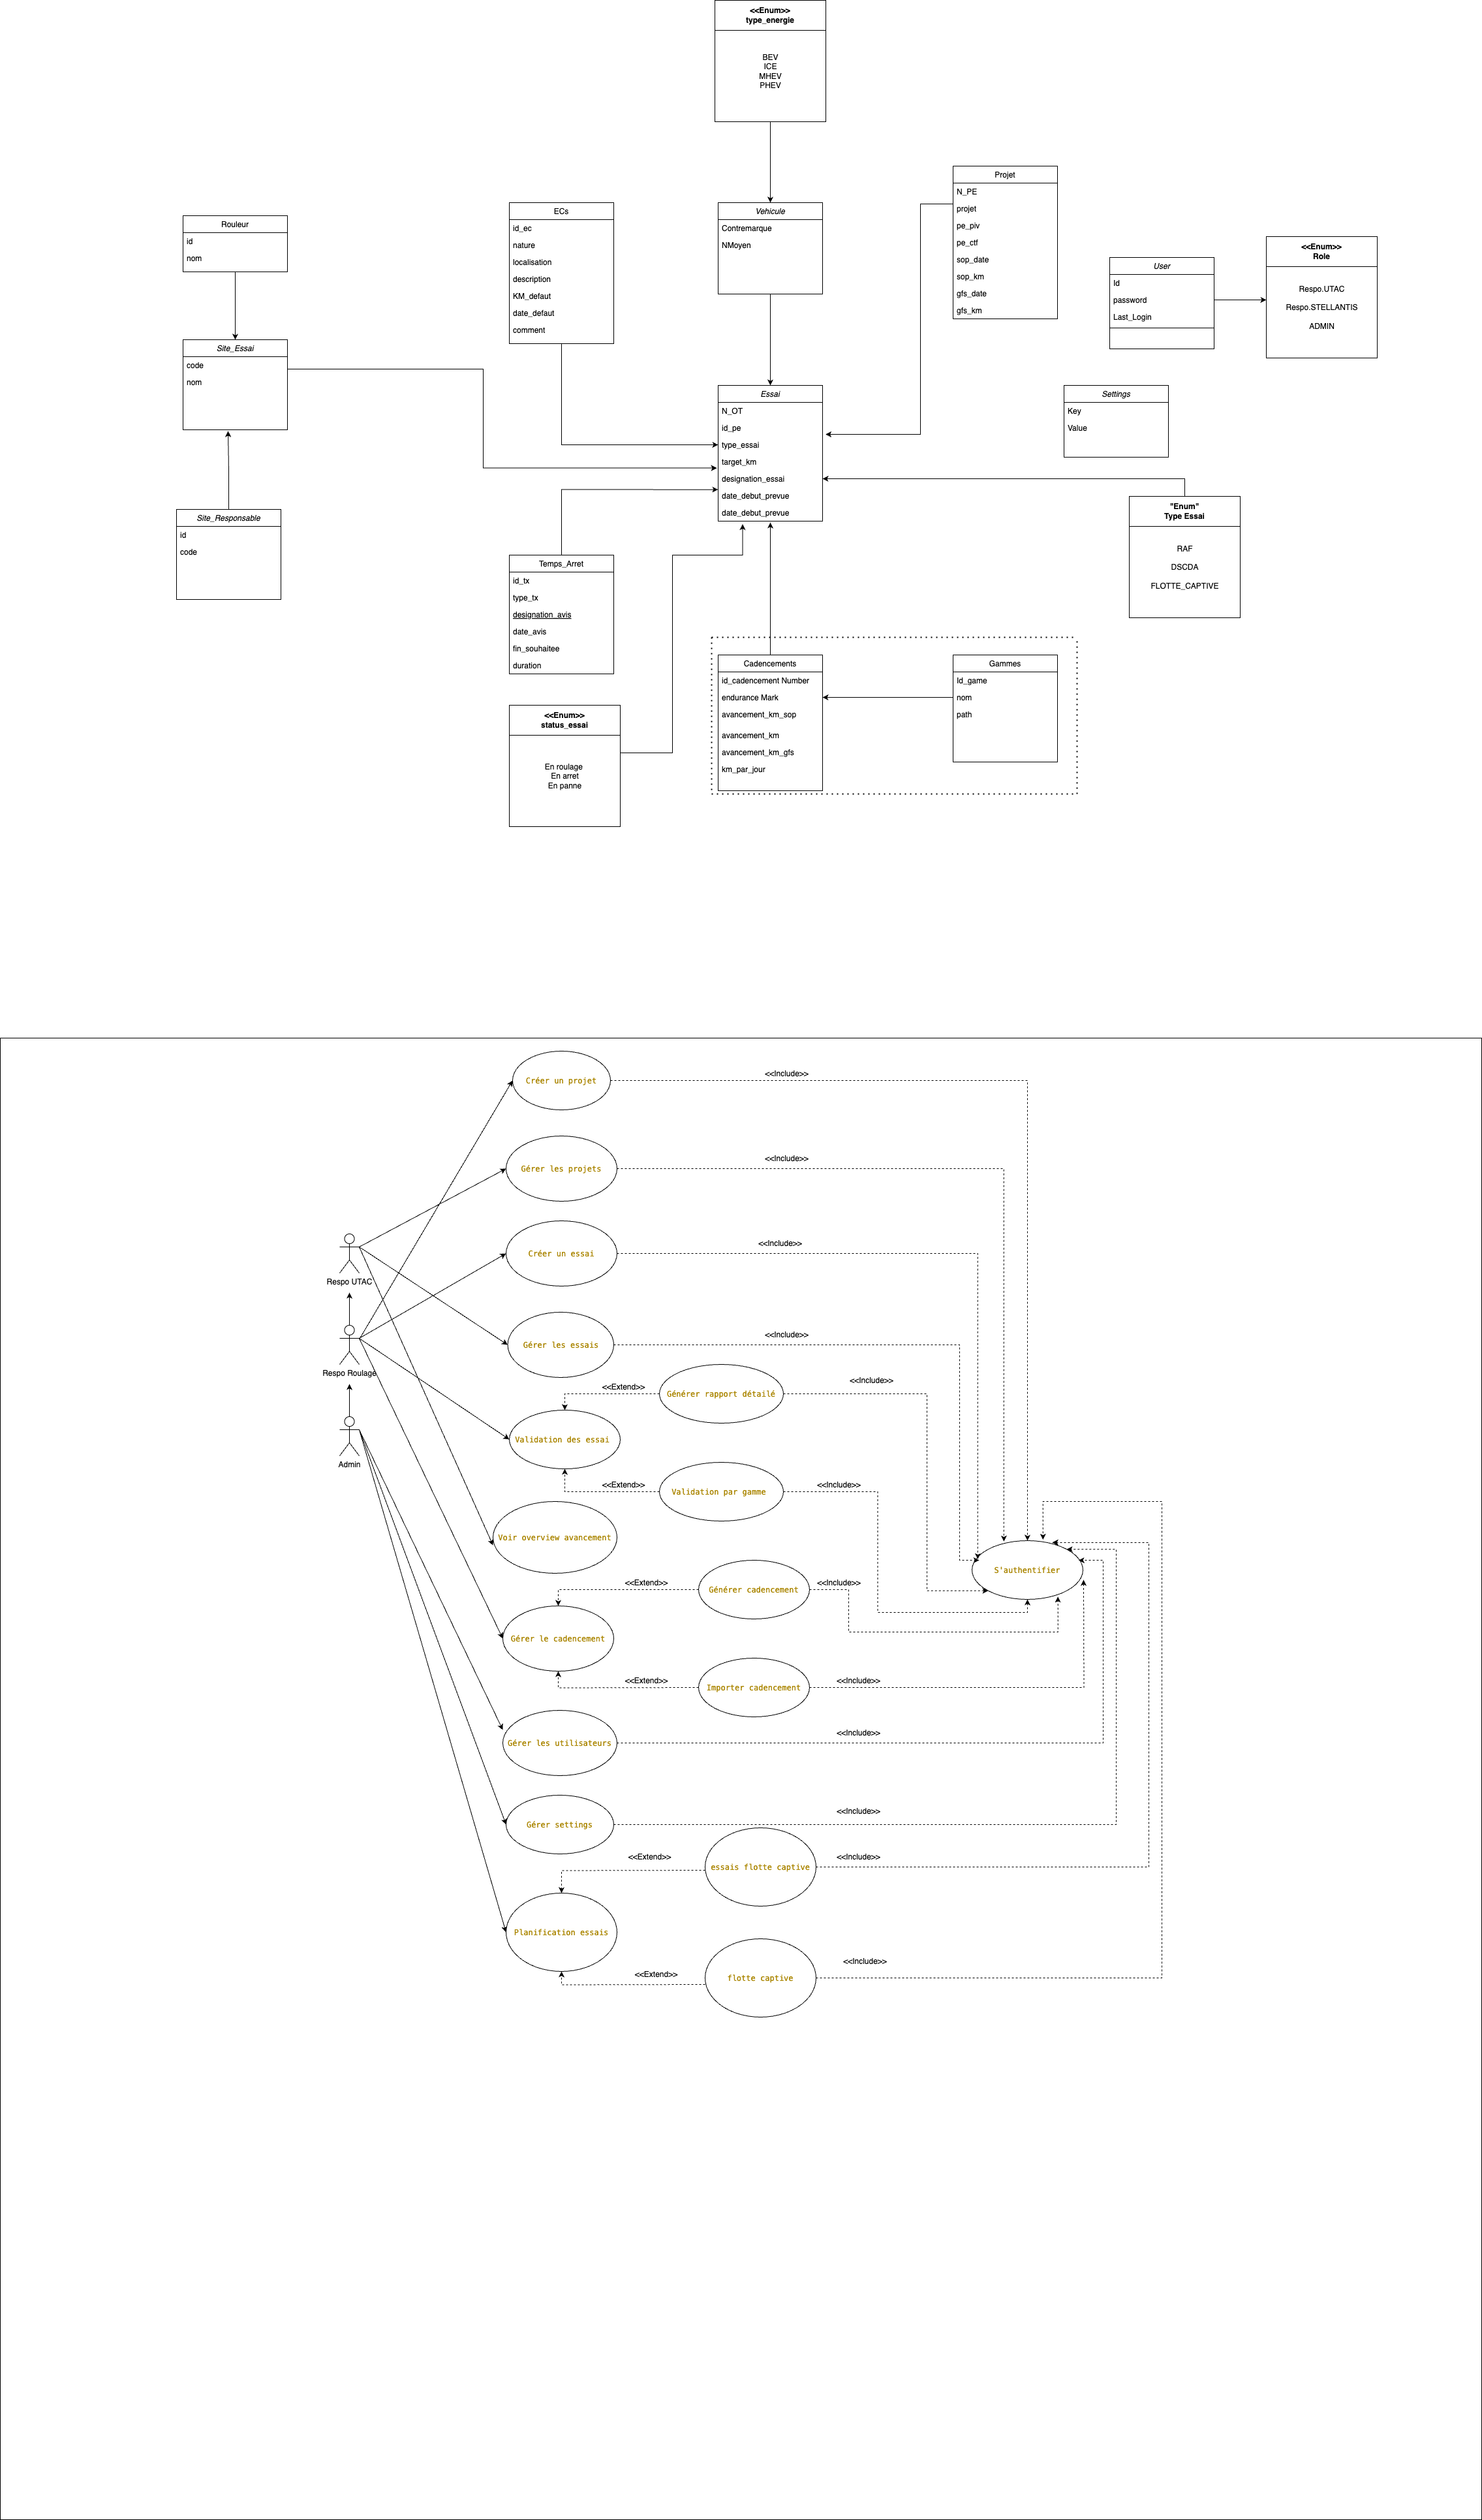 <<Enum>>
type_energie
BEV
ICE
MHEV
PHEV
Projet
N_PE
projet
pe_piv
pe_ctf
sop_date
sop_km
gfs_date
gfs_km
Rouleur
id
nom
ECs
id_ec
nature
localisation
description
KM_defaut
date_defaut
comment
Vehicule
Contremarque
NMoyen
User
Id
password
Last_Login
<<Enum>>
Role
Respo.UTAC
Respo.STELLANTIS
ADMIN
Site_Essai
code
nom
Essai
N_OT
id_pe
type_essai
target_km
designation_essai
date_debut_prevue
date_debut_prevue
Settings
Key
Value
Site_Responsable
id
code
"Enum"
Type Essai
RAF
DSCDA
FLOTTE_CAPTIVE
Temps_Arret
id_tx
type_tx
designation_avis
date_avis
fin_souhaitee
duration
Cadencements
id_cadencement Number
endurance Mark
avancement_km_sop
avancement_km
avancement_km_gfs
km_par_jour
Gammes
Id_game
nom
path
<<Enum>>
status_essai
En roulage
En arret
En panne
Créer un projet
<<Include>>
Gérer les projets
<<Include>>
Créer un essai
<<Include>>
Respo UTAC
Gérer les essais
<<Include>>
Respo Roulage
<<Extend>>
Générer rapport détailé
<<Include>>
Validation des essai
Admin
<<Extend>>
Validation par gamme
<<Include>>
Voir overview avancement
S'authentifier
<<Extend>>
Générer cadencement
<<Include>>
Gérer le cadencement
<<Extend>>
Importer cadencement
<<Include>>
Gérer les utilisateurs
<<Include>>
Gérer settings
<<Include>>
<<Extend>>
essais flotte captive
<<Include>>
Planification essais
<<Extend>>
flotte captive
<<Include>>